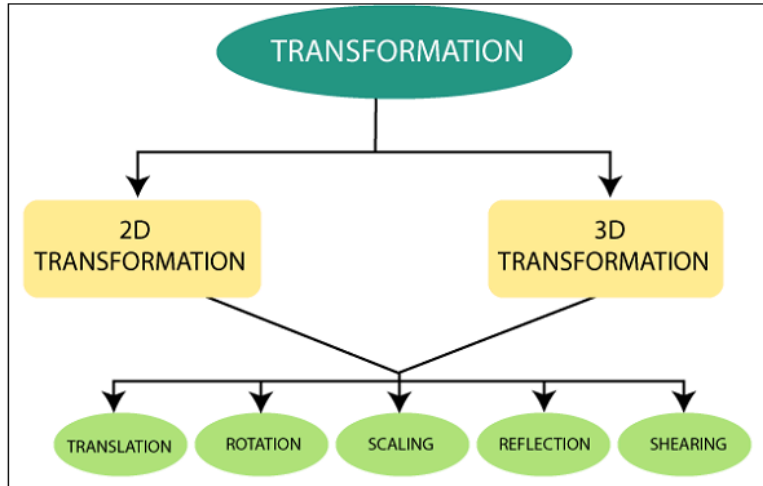 TRANSFORMATION
2D
TRANSFORMATION
3D
TRANSFORMATION
TRANSLATION
ROTATION
SCALING
REFLECTION
SHEARING